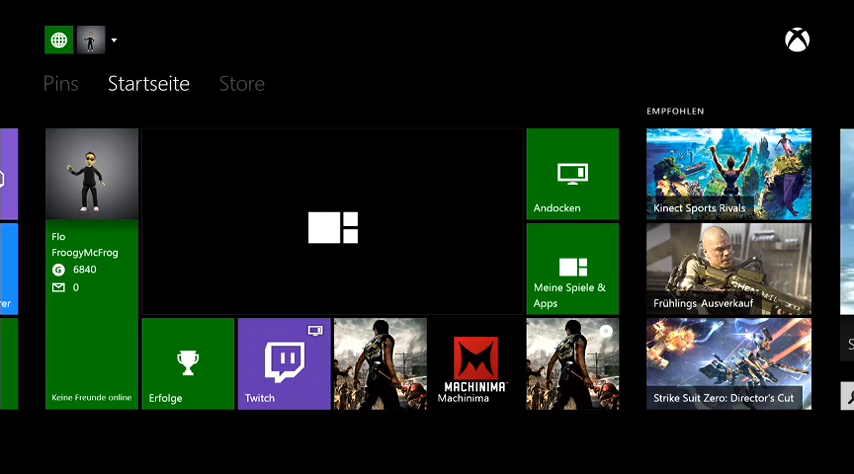 Pins Startseite Store
EMPFOHLEN
Flo
FroogyMcFrog
G 6840
0
Keine Freunde online
Andocken
Meine Spiele &
Apps
Erfolge
Twitch
MACHINIMA
Machinima
Kinect Sports Rivals
Frühlings Ausverkauf
Strike Suit Zero: Director's Cut